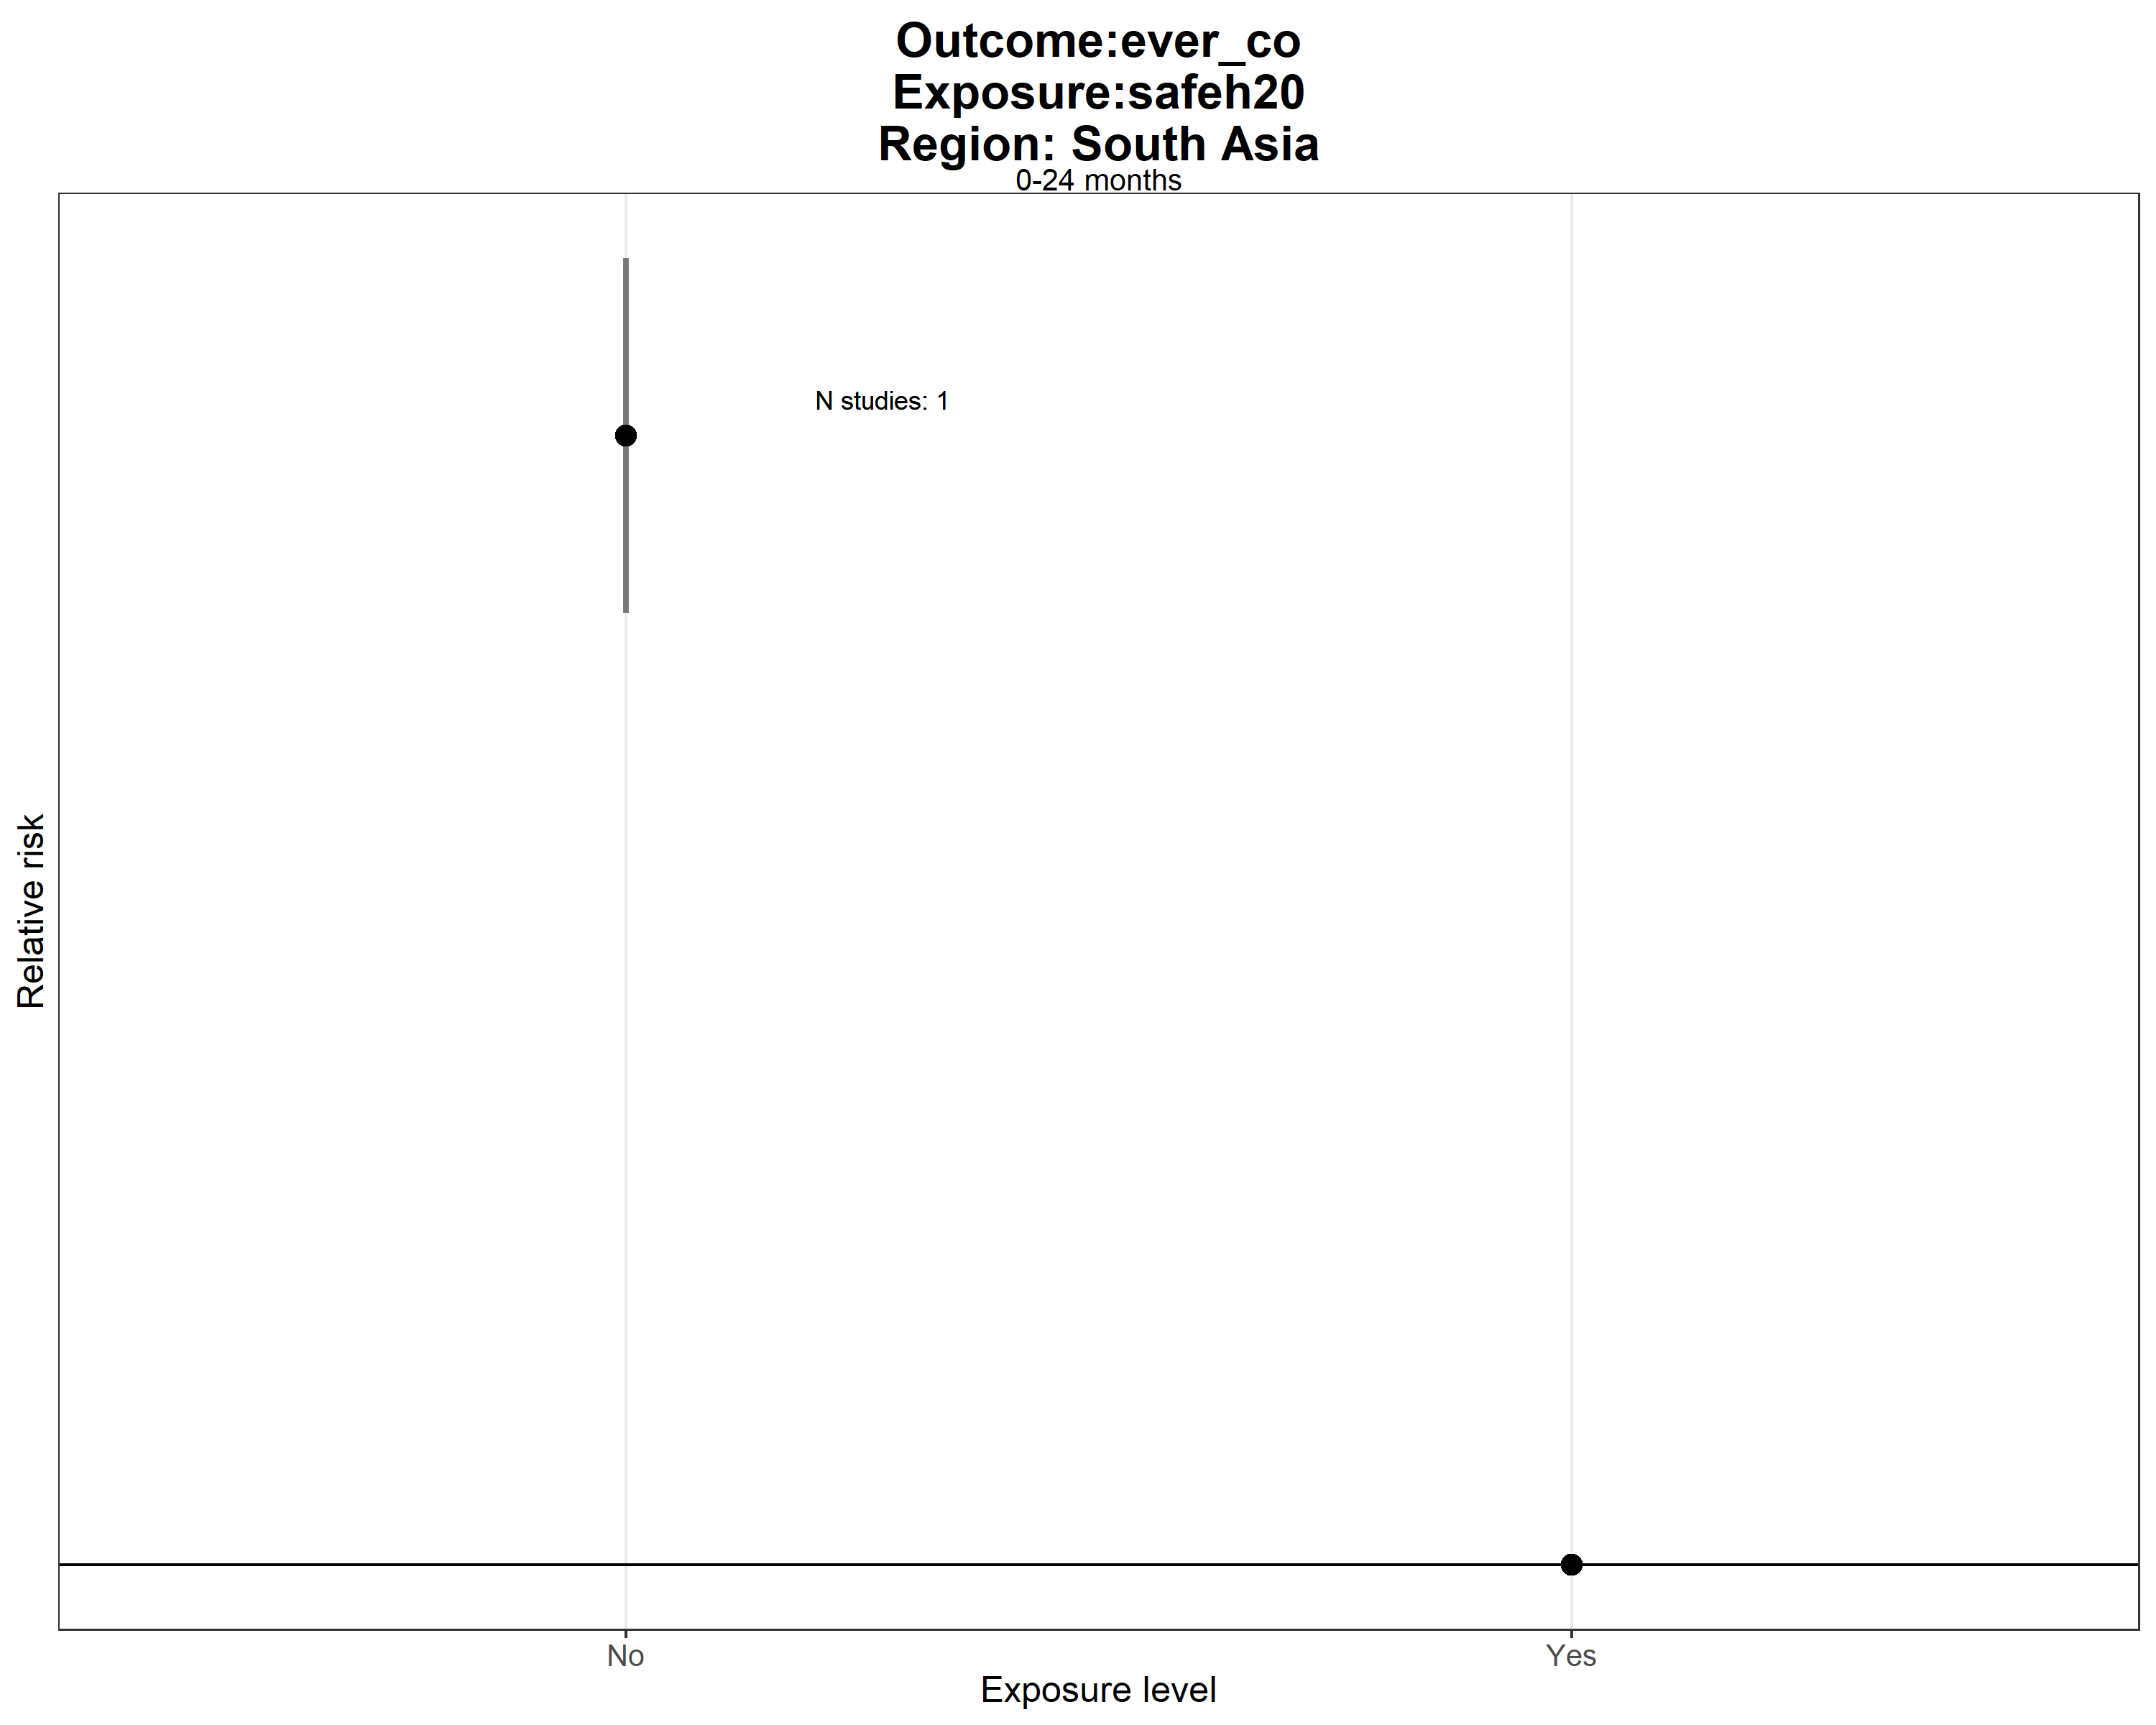 Outcome:ever_co
Exposure:safeh20
Region: South Asia
0-24 months
N studies: 1
Relative risk
No
Yes
Exposure level